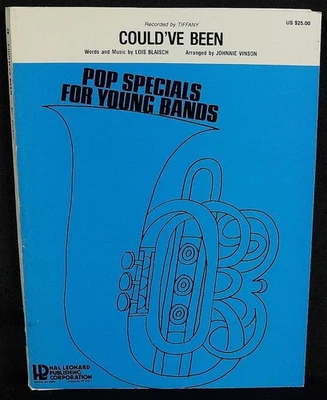 Recorded by TIFFANY
US $25.00
COULD'VE BEEN
Words and Music by LOIS BLAISCH Arranged by JOHNNIE VINSON
POP SPECIALS
FOR YOUNG BANDS
HL HAL LEONARD
PUBLISHING
CORPORATION